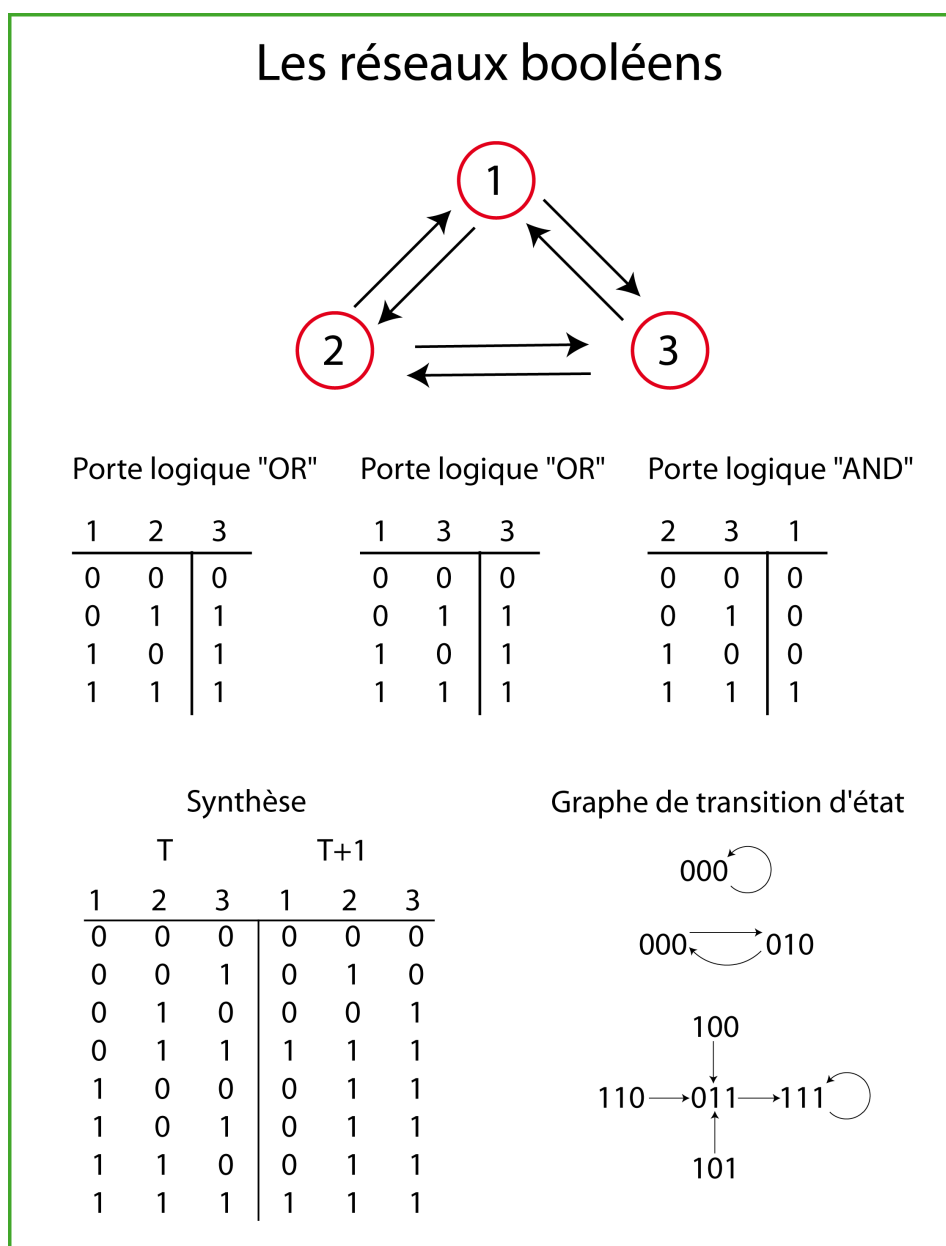 Les réseaux booléens
1
2 3
Porte logique "OR" Porte logique "OR" Porte logique "AND"
1 2 3 1 3 3 2 3 1
0 0 0 0 0 0 0 0 0
0 1 1 0 1 1 0 1 0
1 0 1 1 0 1 1 0 0
1 1 1 1 1 1 1 1 1
Synthèse Graphe de transition d'état
T T+1
000
1 2 3 1 2 3
0 0 0 0 0 0
000 010
0 0 1 0 1 0
0 1 0 0 0 1
100
0 1 1 1 1 1
1 0 0 0 1 1
110 011 111
1 0 1 0 1 1
1 1 0 0 1 1
101
1 1 1 1 1 1